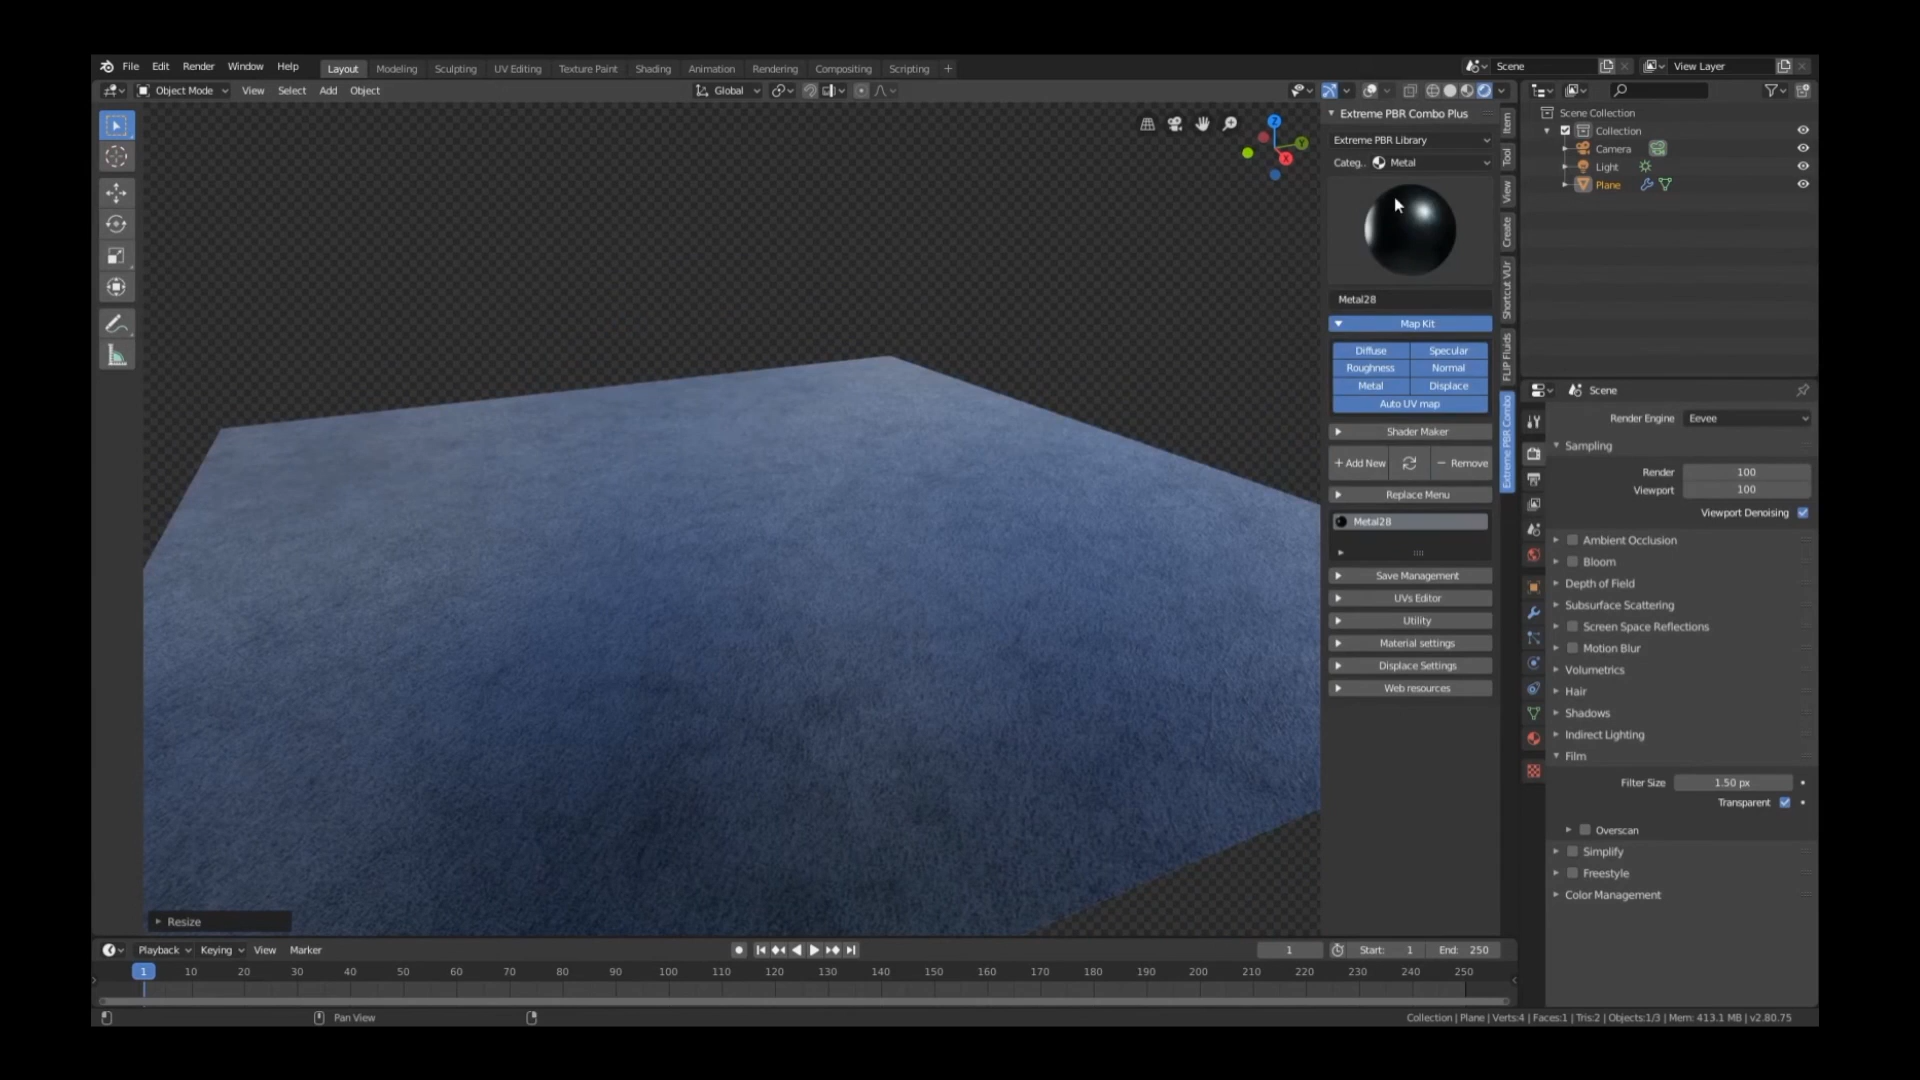 File Edit Render Window Help Layout Modeling Sculpting UV Editing Texture Paint Shading Animation Rendering Compositing Scripting + Scene View Layer
Object Mode View Select Add Object Global
Extreme PBR Combo Plus
Extreme PBR Library
Categ.. Metal
Metal28
Map Kit
Diffuse Specular
Roughness Normal
Metal Displace
Auto UV map
Shader Maker
+ Add New − Remove
Replace Menu
Metal28
Save Management
UVs Editor
Utility
Material settings
Displace Settings
Web resources
Item
Tool
View
Create
Shortcut VUr
FLIP Fluids
Extreme PBR Combo
Z
Y
X
Scene Collection
Collection
Camera
Light
Plane
Scene
Render Engine Eevee
Sampling
Render 100
Viewport 100
Viewport Denoising
Ambient Occlusion
Bloom
Depth of Field
Subsurface Scattering
Screen Space Reflections
Motion Blur
Volumetrics
Hair
Shadows
Indirect Lighting
Film
Filter Size 1.50 px
Transparent
Overscan
Simplify
Freestyle
Color Management
Resize
Playback Keying View Marker 1 Start: 1 End: 250
1 10 20 30 40 50 60 70 80 90 100 110 120 130 140 150 160 170 180 190 200 210 220 230 240 250
Pan View
Collection | Plane | Verts:4 | Faces:1 | Tris:2 | Objects:1/3 | Mem: 413.1 MB | v2.80.75